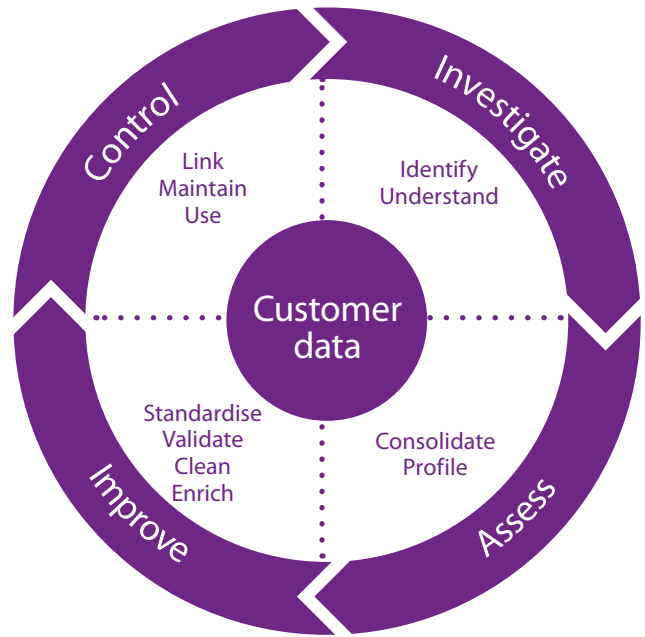 Control
Investigate
Link
Maintain
Use
Identify
Understand
Customer
data
Standardise
Validate
Clean
Enrich
Consolidate
Profile
Improve
Assess